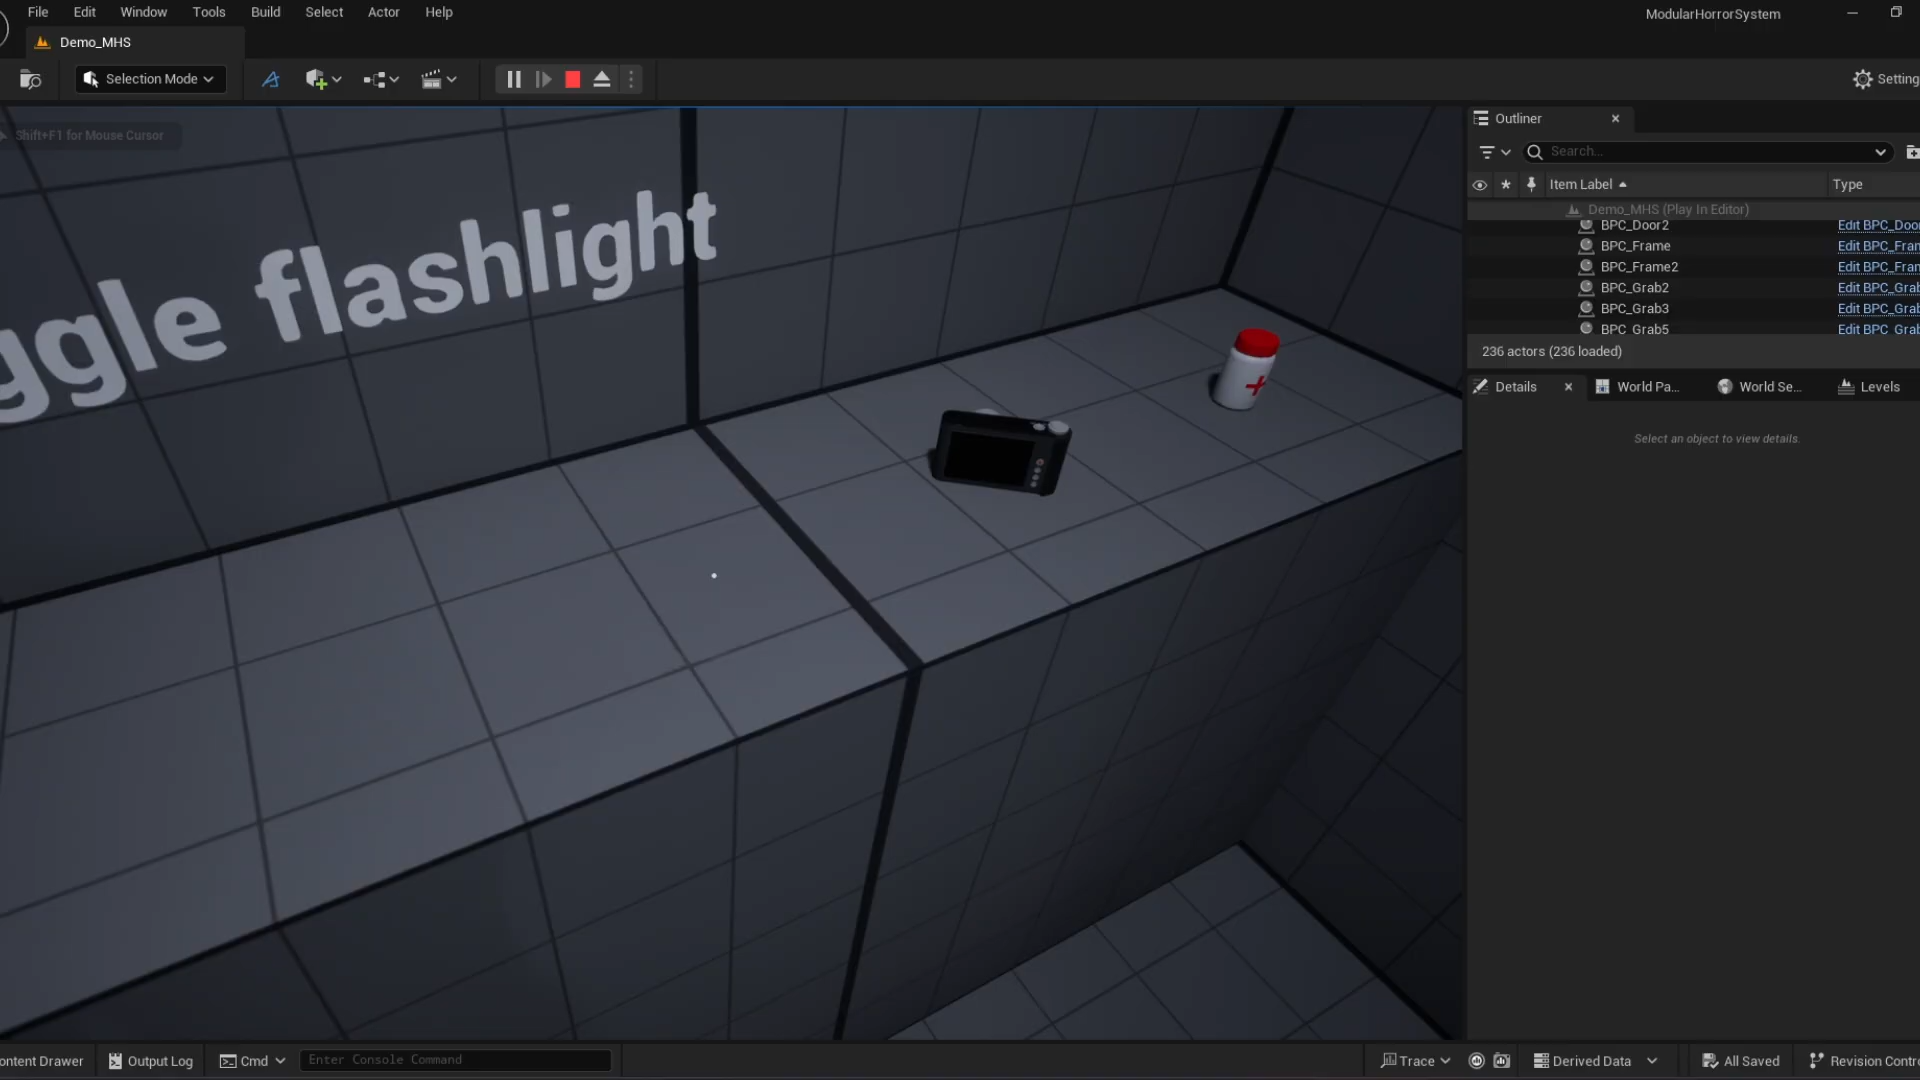 File Edit Window Tools Build Select Actor Help
ModularHorrorSystem
Demo_MHS
Selection Mode
Setting
Shift+F1 for Mouse Cursor
ggle flashlight
Outliner
Search...
Item Label Type
Demo_MHS (Play In Editor)
BPC_Door2 Edit BPC_Doo
BPC_Frame Edit BPC_Fran
BPC_Frame2 Edit BPC_Fran
BPC_Grab2 Edit BPC_Grab
BPC_Grab3 Edit BPC_Grab
BPC_Grab5 Edit BPC_Grab
236 actors (236 loaded)
Details World Pa... World Se... Levels
Select an object to view details.
ontent Drawer Output Log Cmd Enter Console Command Trace Derived Data All Saved Revision Contro